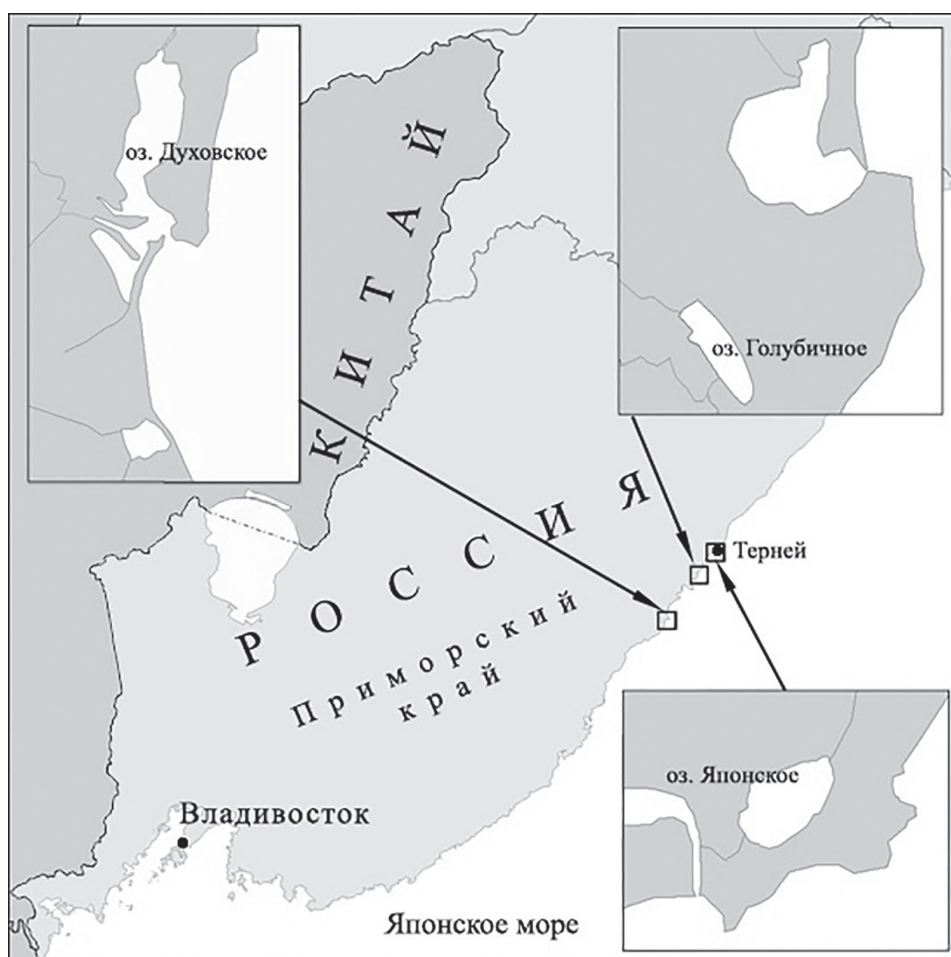 оз. Духовское
оз. Голубичное
КИТАЙ
РОССИЯ
Терней
Приморский
край
оз. Японское
Владивосток
Японское море